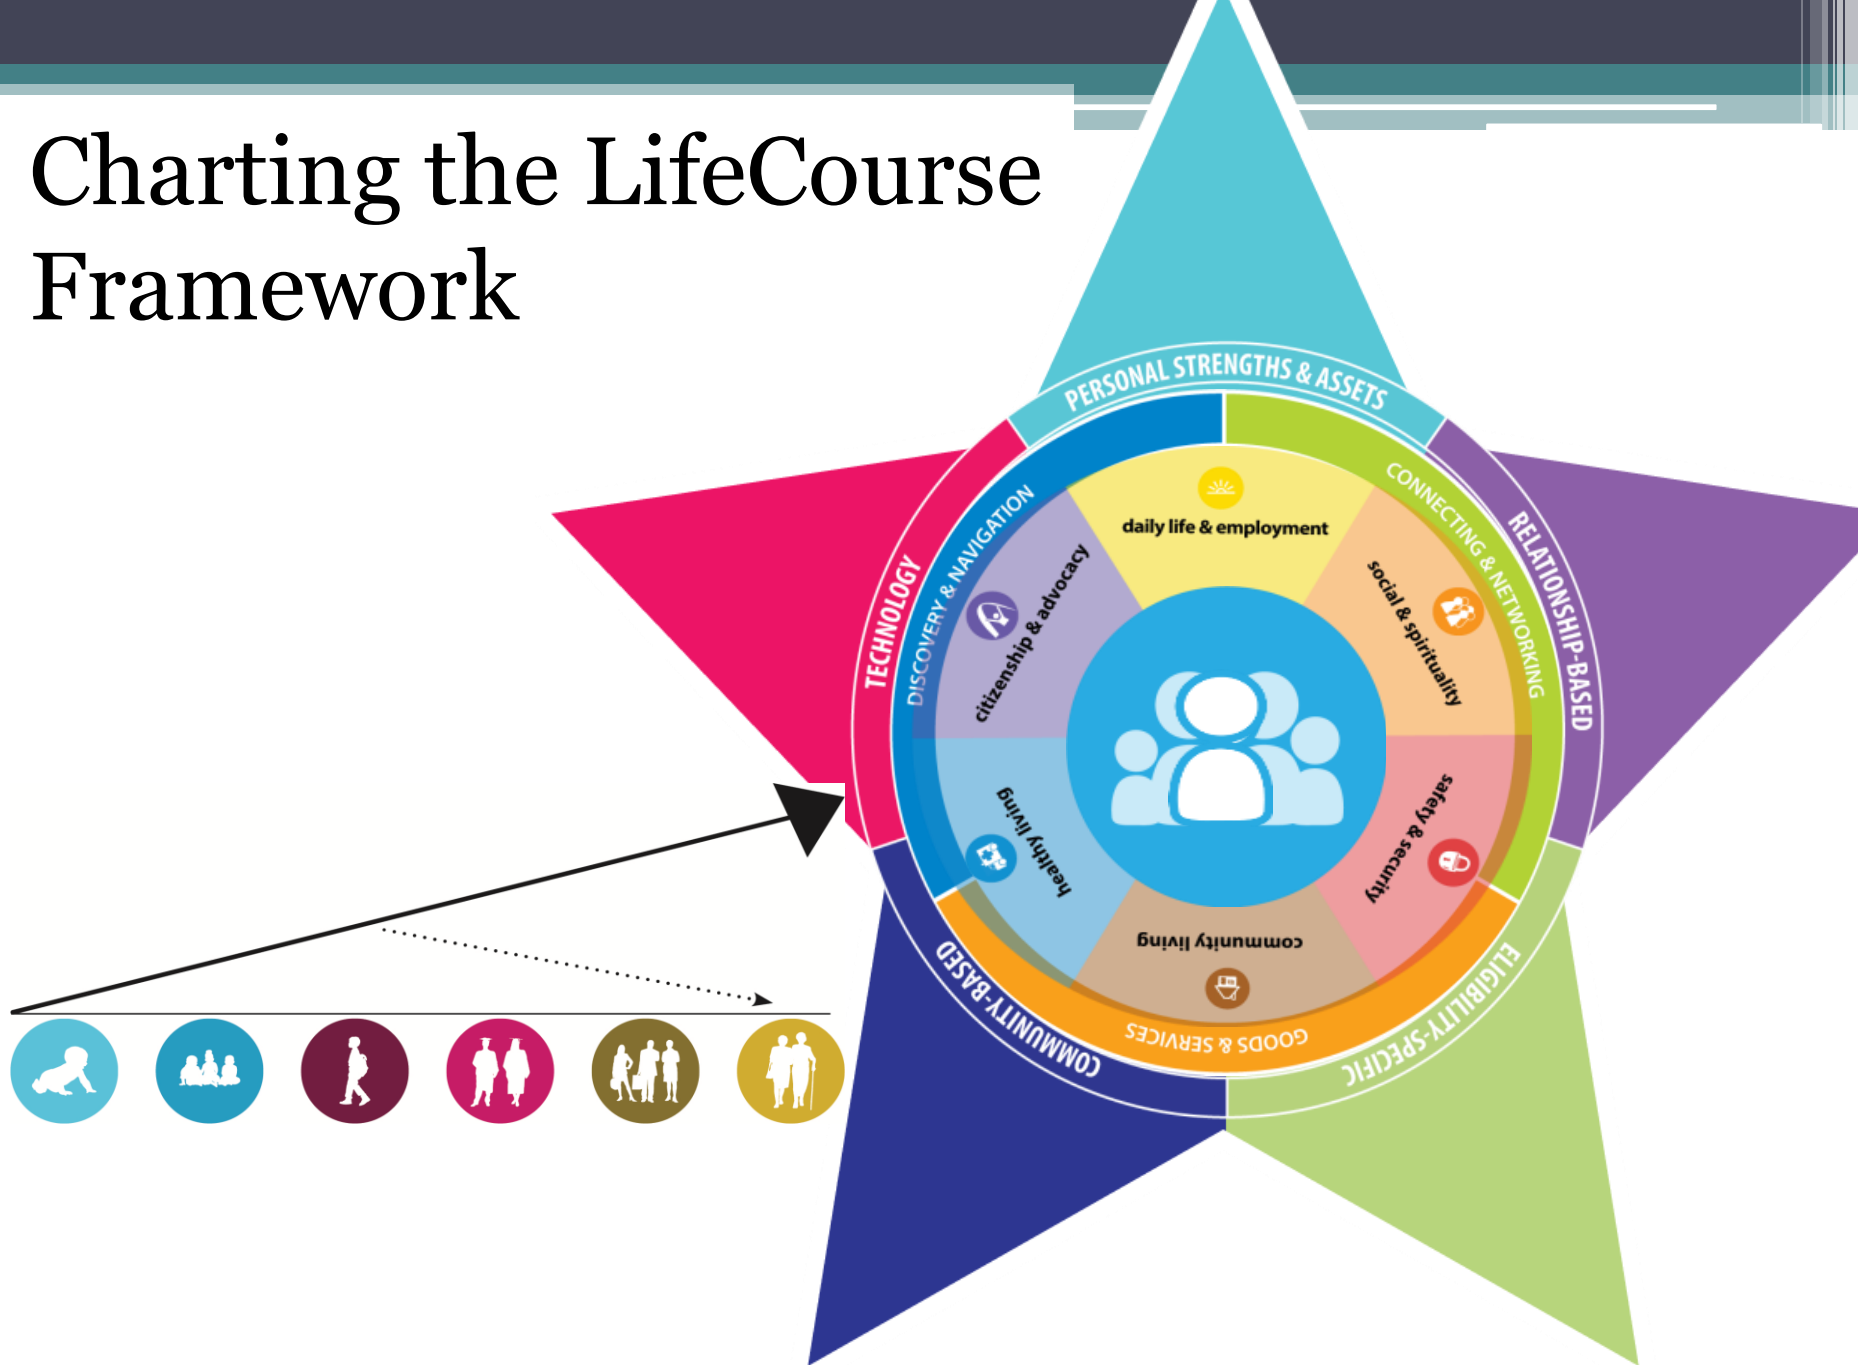 Charting the LifeCourse
Framework
PERSONAL STRENGTHS & ASSETS
TECHNOLOGY
RELATIONSHIP-BASED
COMMUNITY-BASED
ELIGIBILITY-SPECIFIC
DISCOVERY & NAVIGATION
CONNECTING & NETWORKING
GOODS & SERVICES
daily life & employment
social & spirituality
safety & security
community living
healthy living
citizenship & advocacy